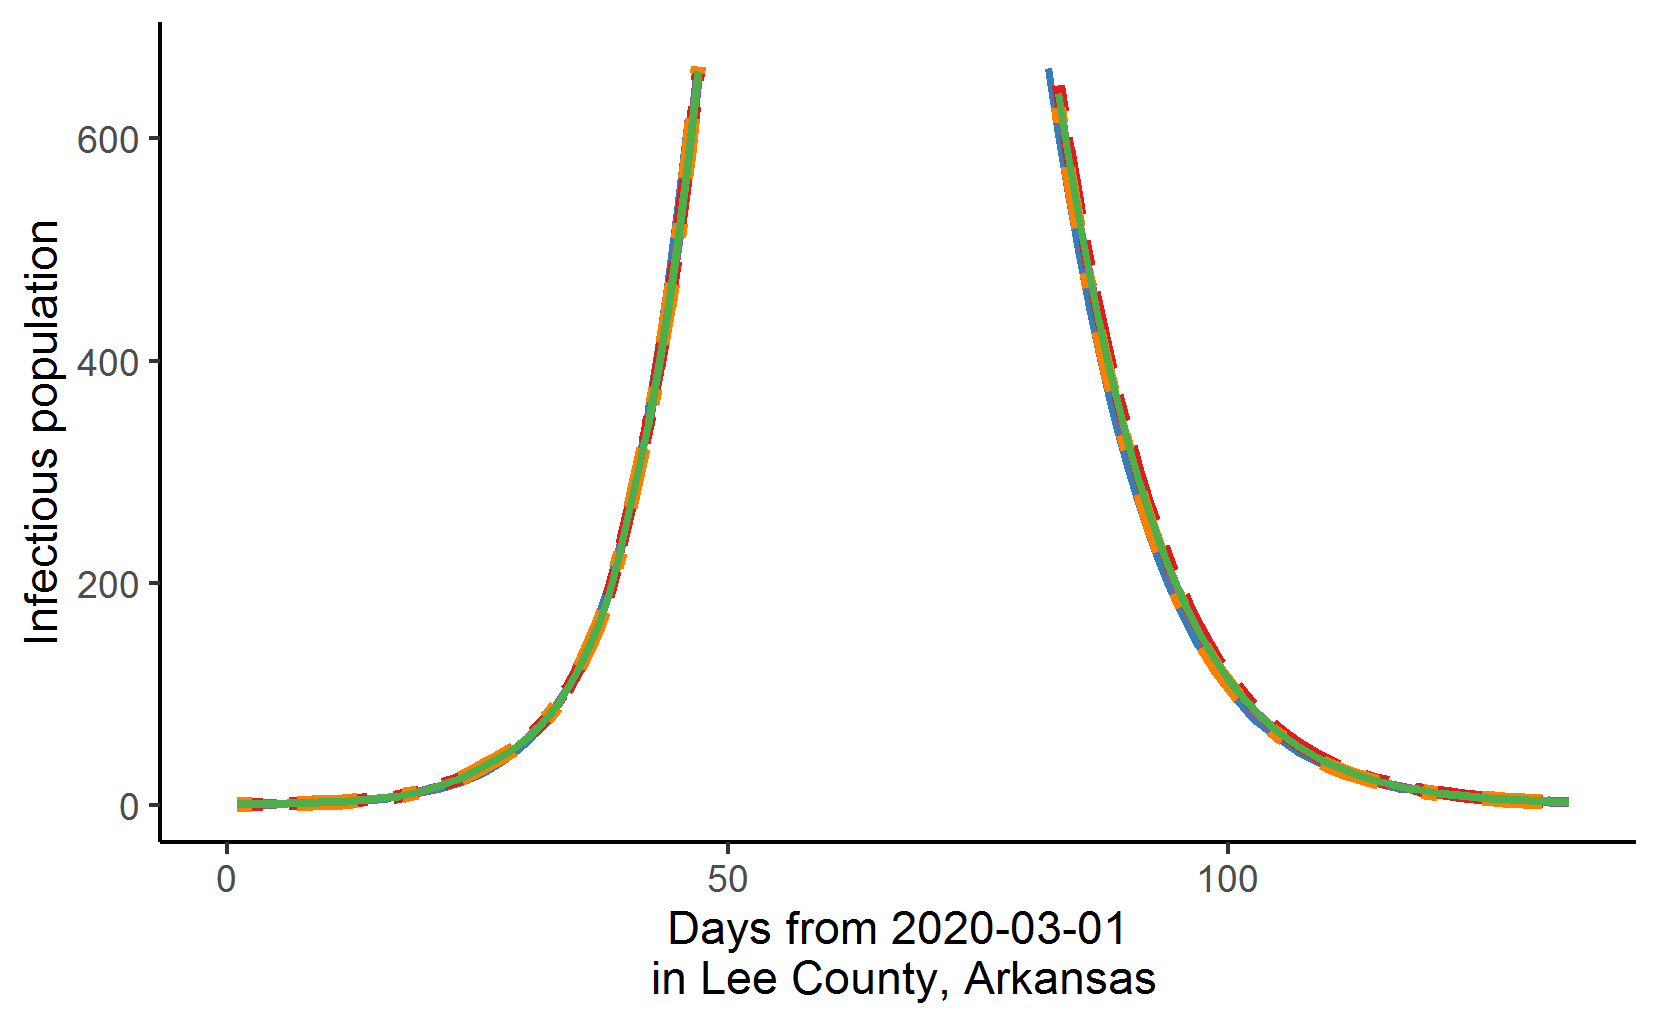 Infectious population
600
400
200
0
0 50 100
Days from 2020-03-01
in Lee County, Arkansas